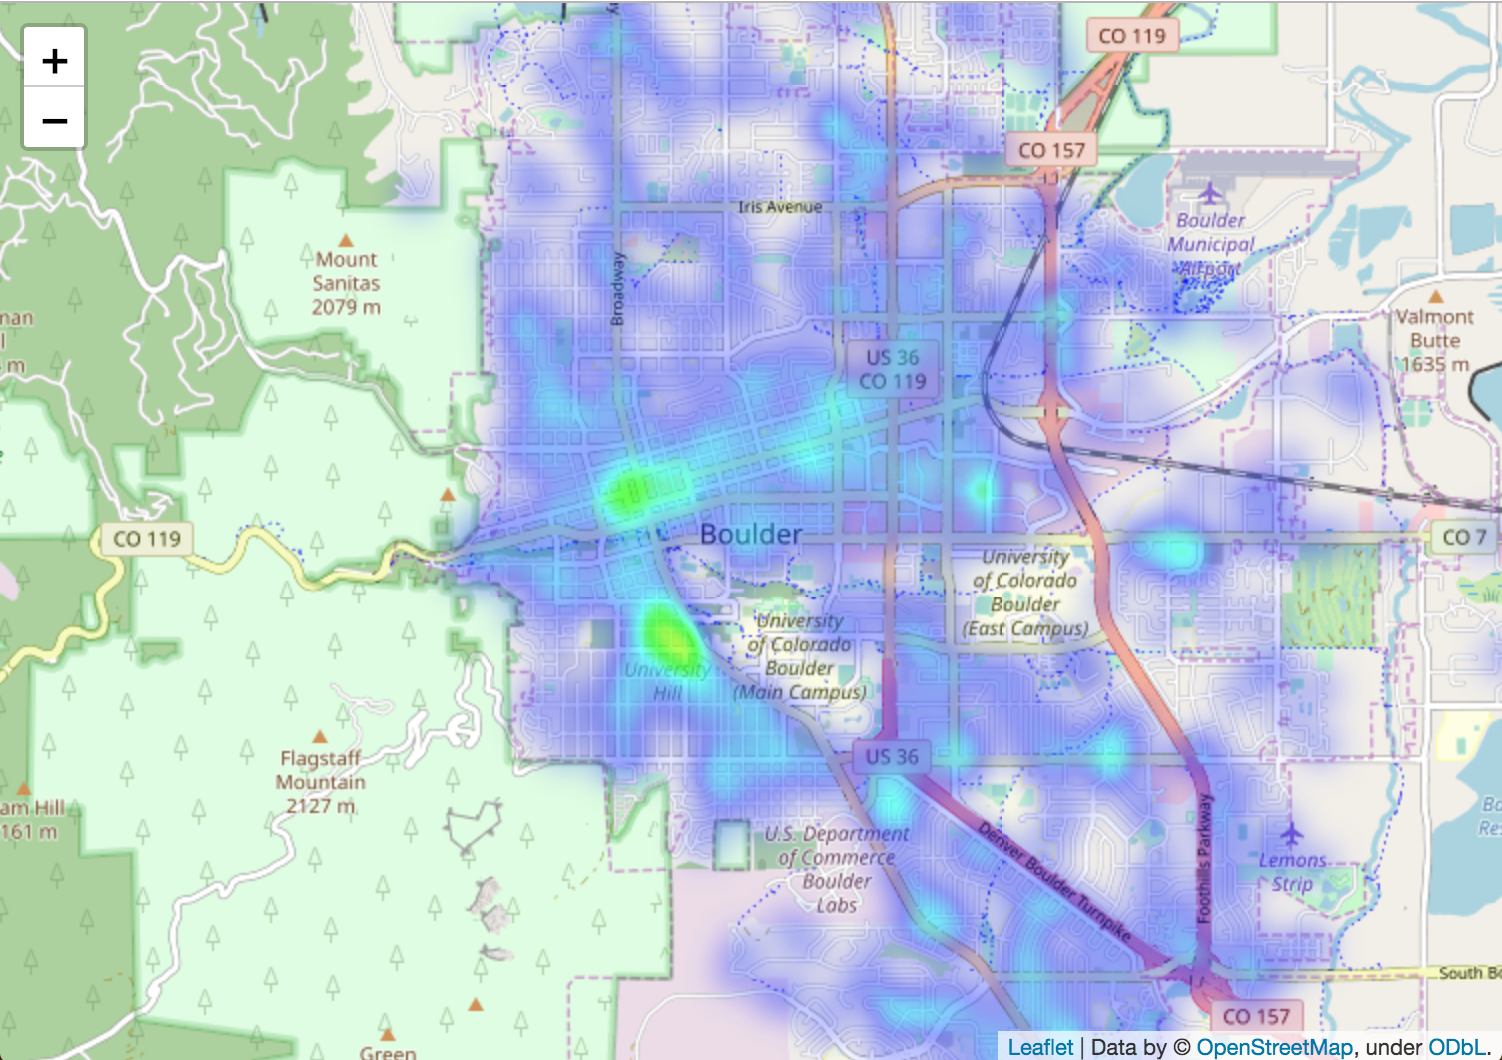 +
−
CO 119
CO 157
Iris Avenue
Boulder
Municipal
Airport
Mount
Sanitas
2079 m
Broadway
man
l
m
Valmont
Butte
1635 m
US 36
CO 119
CO 119
Boulder
CO 7
University
of Colorado
Boulder
(East Campus)
University
of Colorado
Boulder
(Main Campus)
University
Hill
Flagstaff
Mountain
2127 m
am Hill
161 m
US 36
U.S. Department
of Commerce
Boulder
Labs
Denver Boulder Turnpike
Foothills Parkway
Lemons
Strip
Ba
Res
South Bo
CO 157
Green
Leaflet | Data by © OpenStreetMap, under ODbL.